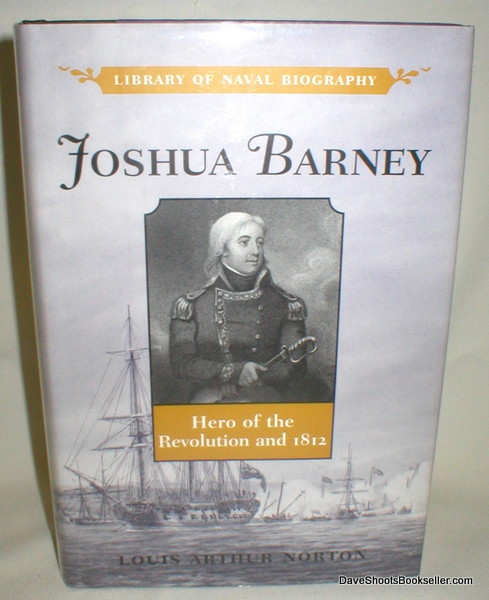 LIBRARY OF NAVAL BIOGRAPHY
JOSHUA BARNEY
Hero of the
Revolution and 1812
LOUIS ARTHUR NORTON
DaveShootsBookseller.com